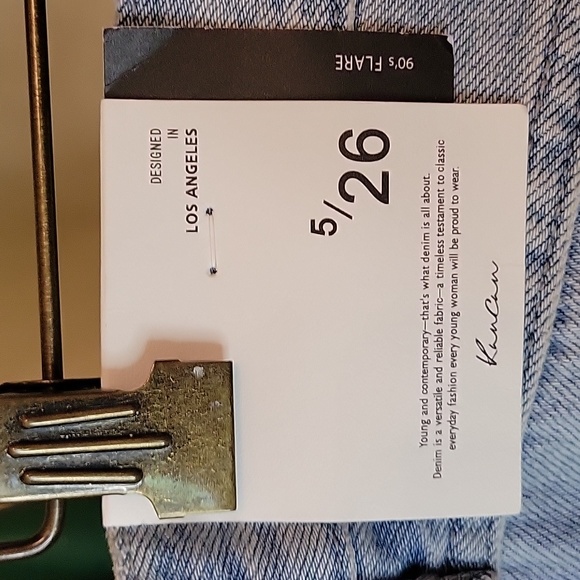 90's FLARE
DESIGNED
IN
LOS ANGELES
5/26
Young and contemporary—that's what denim is all about.
Denim is a versatile and reliable fabric—a timeless testament to classic
everyday fashion every young woman will be proud to wear.
KanCan